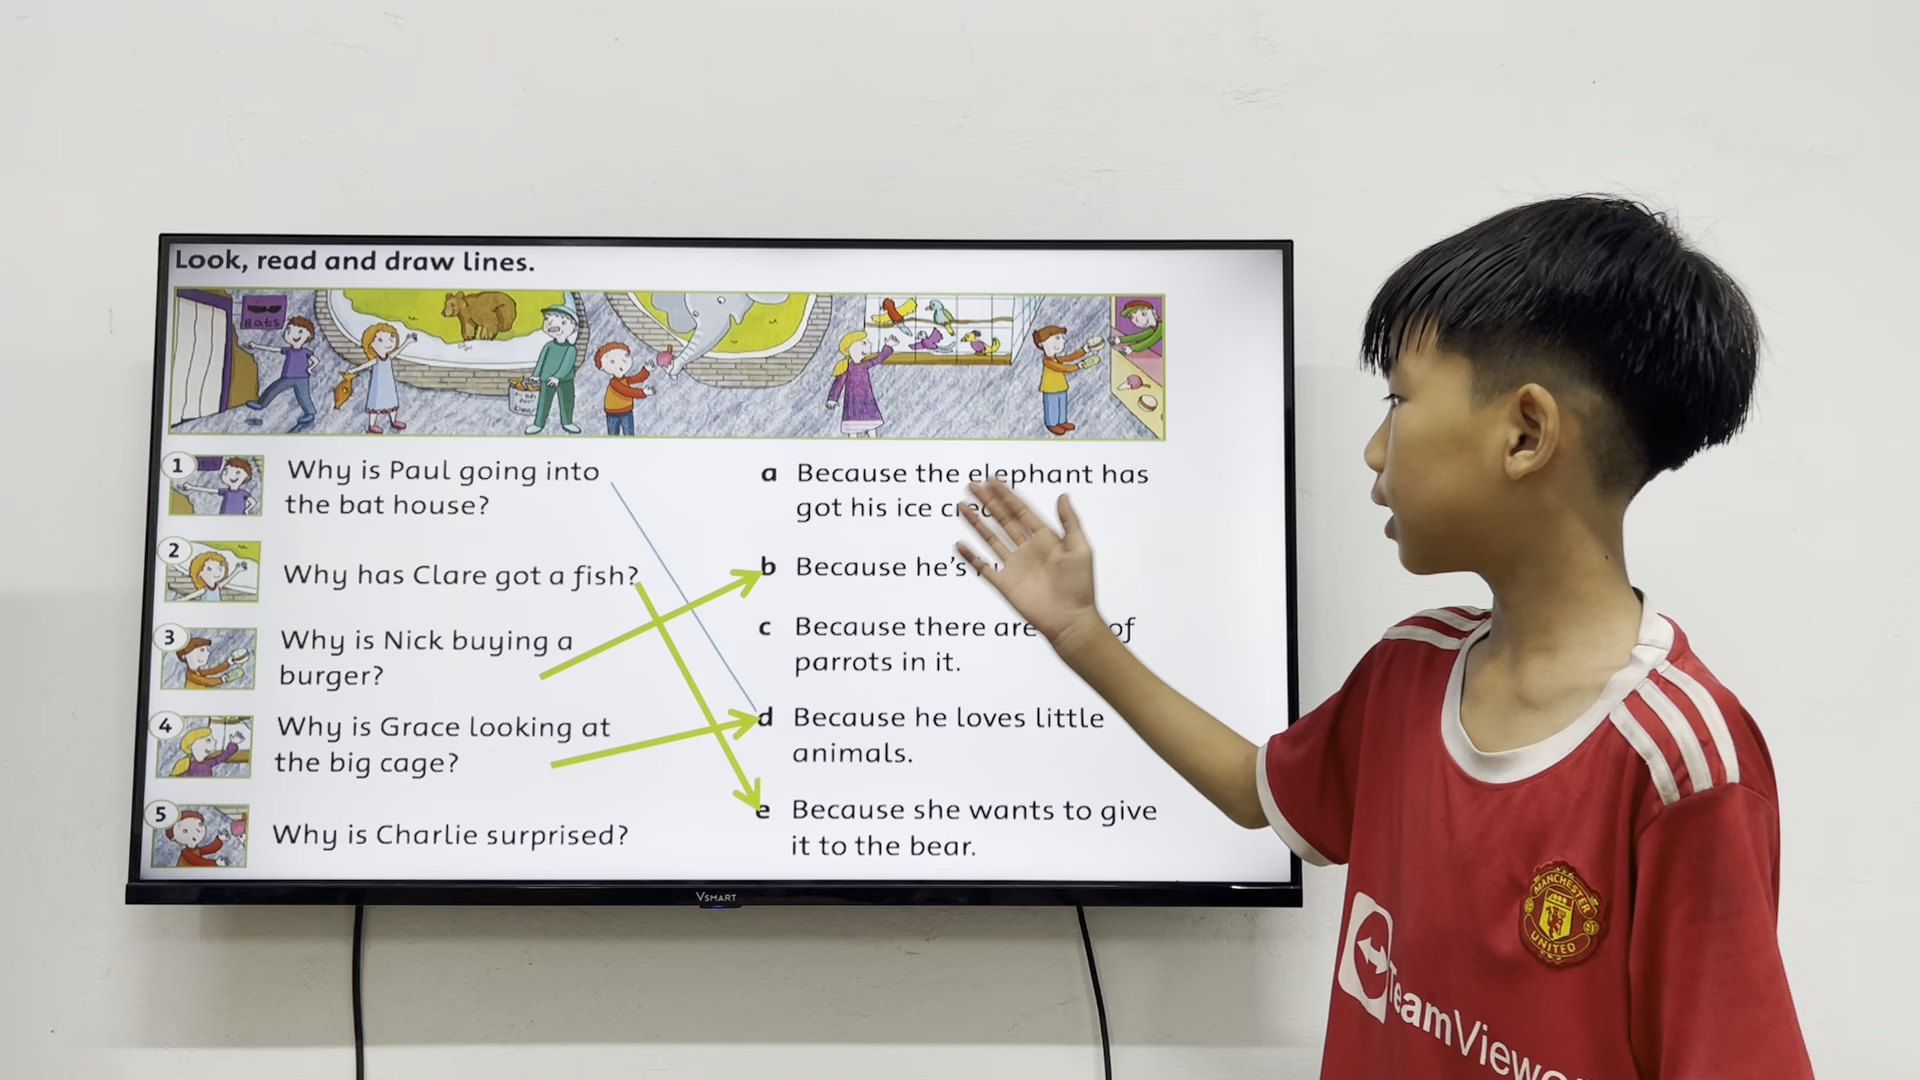 Look, read and draw lines.
Bats
1
Why is Paul going into
the bat house?
2
Why has Clare got a fish?
3
Why is Nick buying a
burger?
4
Why is Grace looking at
the big cage?
5
Why is Charlie surprised?
a Because the elephant has
got his ice
b Because he's
c Because there are of
parrots in it.
d Because he loves little
animals.
e Because she wants to give
it to the bear.
VSMART
MANCHESTER
UNITED
TeamViewe